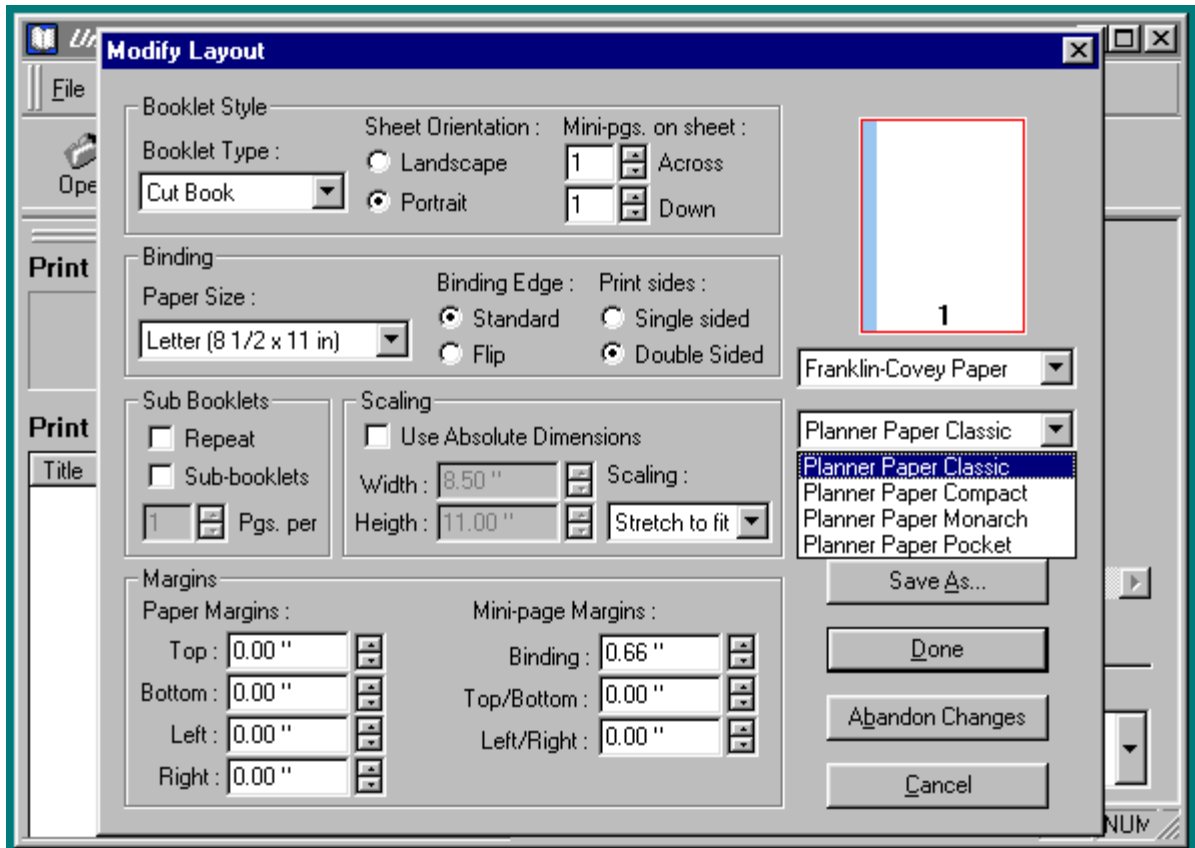 Modify Layout
File
Booklet Style
Booklet Type :
Cut Book
Sheet Orientation :
Landscape
Portrait
Mini-pgs. on sheet :
1 Across
1 Down
Print
Binding
Paper Size :
Letter (8 1/2 x 11 in)
Binding Edge :
Standard
Flip
Print sides :
Single sided
Double Sided
1
Franklin-Covey Paper
Print
Title
Sub Booklets
Repeat
Sub-booklets
1 Pgs. per
Scaling
Use Absolute Dimensions
Width : 8.50 "
Heigth : 11.00 "
Scaling :
Stretch to fit
Planner Paper Classic
Planner Paper Classic
Planner Paper Compact
Planner Paper Monarch
Planner Paper Pocket
Margins
Paper Margins :
Top : 0.00 "
Bottom : 0.00 "
Left : 0.00 "
Right : 0.00 "
Mini-page Margins :
Binding : 0.66 "
Top/Bottom : 0.00 "
Left/Right : 0.00 "
Save As...
Done
Abandon Changes
Cancel
NUM